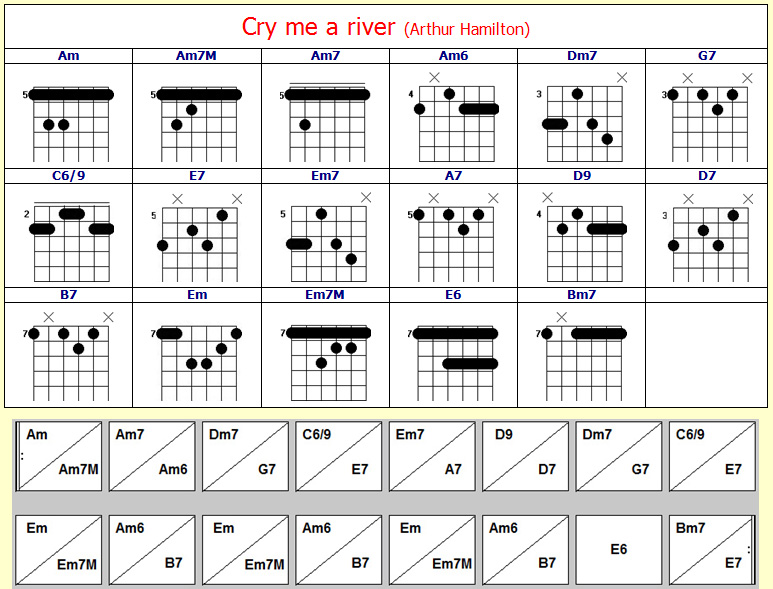 Cry me a river (Arthur Hamilton)
Am Am7M Am7 Am6 Dm7 G7
5 5 5 4 3 3
C6/9 E7 Em7 A7 D9 D7
2 5 5 5 4 3
B7 Em Em7M E6 Bm7
7 7 7 7 7
Am Am7 Dm7 C6/9 Em7 D9 Dm7 C6/9
: Am7M Am6 G7 E7 A7 D7 G7 E7
Em Am6 Em Am6 Em Am6 E6 Bm7
Em7M B7 Em7M B7 Em7M B7 E7 :